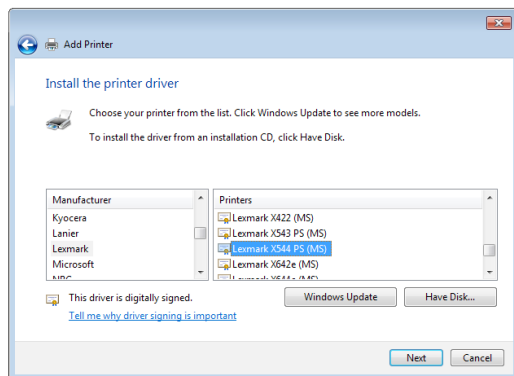 Add Printer
Install the printer driver
Choose your printer from the list. Click Windows Update to see more models.
To install the driver from an installation CD, click Have Disk.
Manufacturer
Kyocera
Lanier
Lexmark
Microsoft
Printers
Lexmark X422 (MS)
Lexmark X543 PS (MS)
Lexmark X544 PS (MS)
Lexmark X642e (MS)
This driver is digitally signed.
Tell me why driver signing is important
Windows Update
Have Disk...
Next
Cancel